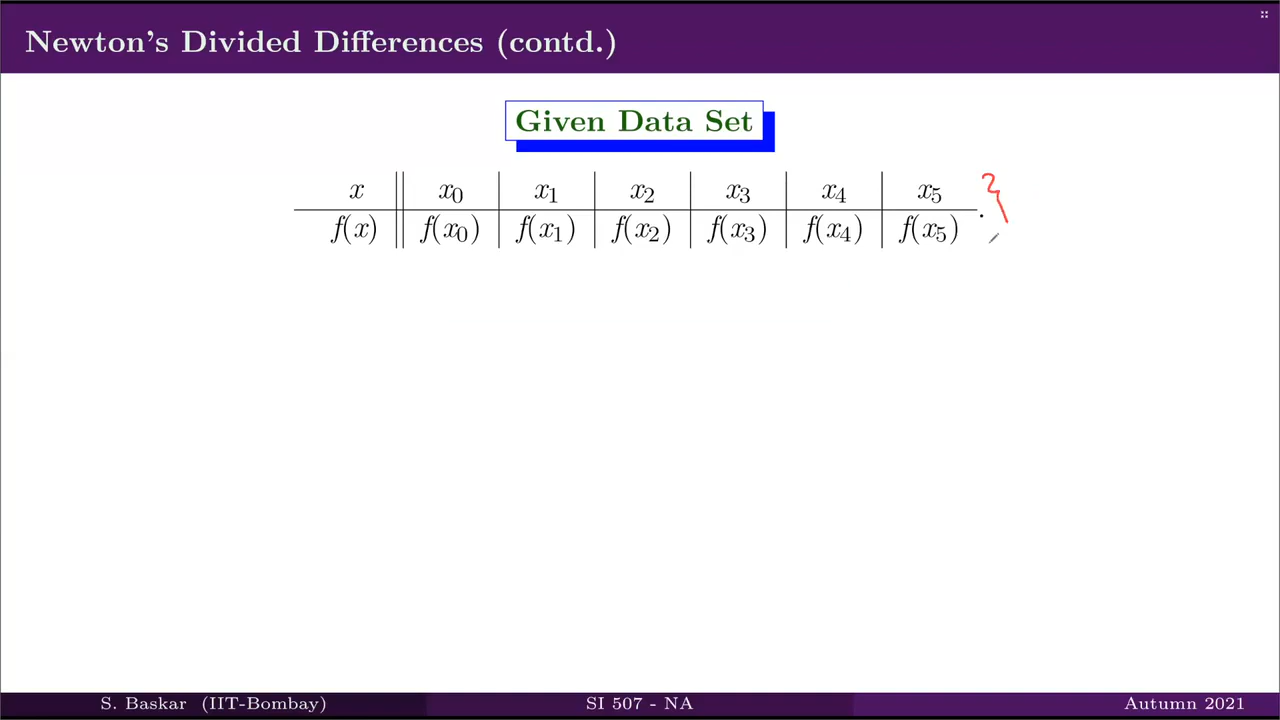 Newton's Divided Differences (contd.)
Given Data Set
x x₀ x₁ x₂ x₃ x₄ x₅
f(x) f(x₀) f(x₁) f(x₂) f(x₃) f(x₄) f(x₅) .
S. Baskar (IIT-Bombay) SI 507 - NA Autumn 2021